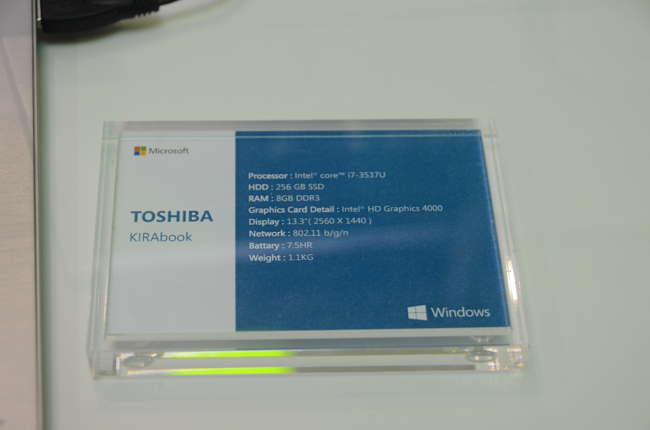 Microsoft
TOSHIBA
KIRAbook
Processor : Intel® core™ i7-3537U
HDD : 256 GB SSD
RAM : 8GB DDR3
Graphics Card Detail : Intel® HD Graphics 4000
Display : 13.3"( 2560 X 1440 )
Network : 802.11 b/g/n
Battary : 7.5HR
Weight : 1.1KG
Windows